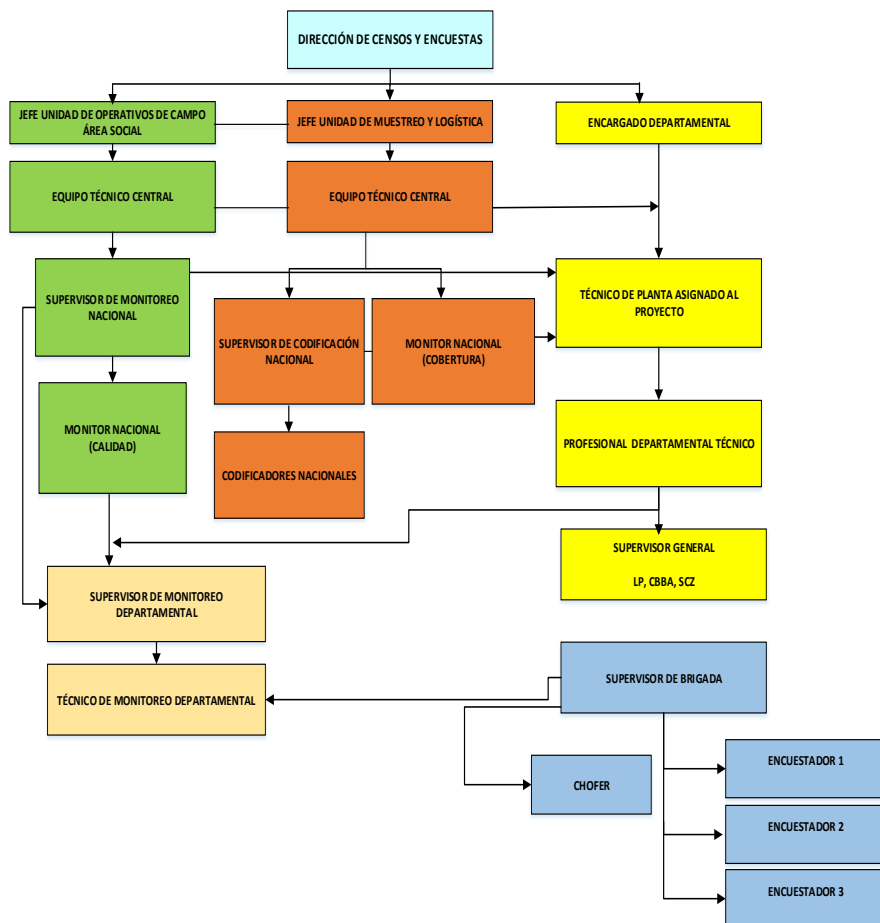 DIRECCIÓN DE CENSOS Y ENCUESTAS
JEFE UNIDAD DE OPERATIVOS DE CAMPO
ÁREA SOCIAL
JEFE UNIDAD DE MUESTREO Y LOGÍSTICA
ENCARGADO DEPARTAMENTAL
EQUIPO TÉCNICO CENTRAL
EQUIPO TÉCNICO CENTRAL
SUPERVISOR DE MONITOREO
NACIONAL
TÉCNICO DE PLANTA ASIGNADO AL
PROYECTO
SUPERVISOR DE CODIFICACIÓN
NACIONAL
MONITOR NACIONAL
(COBERTURA)
MONITOR NACIONAL
(CALIDAD)
PROFESIONAL DEPARTAMENTAL TÉCNICO
CODIFICADORES NACIONALES
SUPERVISOR GENERAL
LP, CBBA, SCZ
SUPERVISOR DE MONITOREO
DEPARTAMENTAL
TÉCNICO DE MONITOREO DEPARTAMENTAL
SUPERVISOR DE BRIGADA
CHOFER
ENCUESTADOR 1
ENCUESTADOR 2
ENCUESTADOR 3